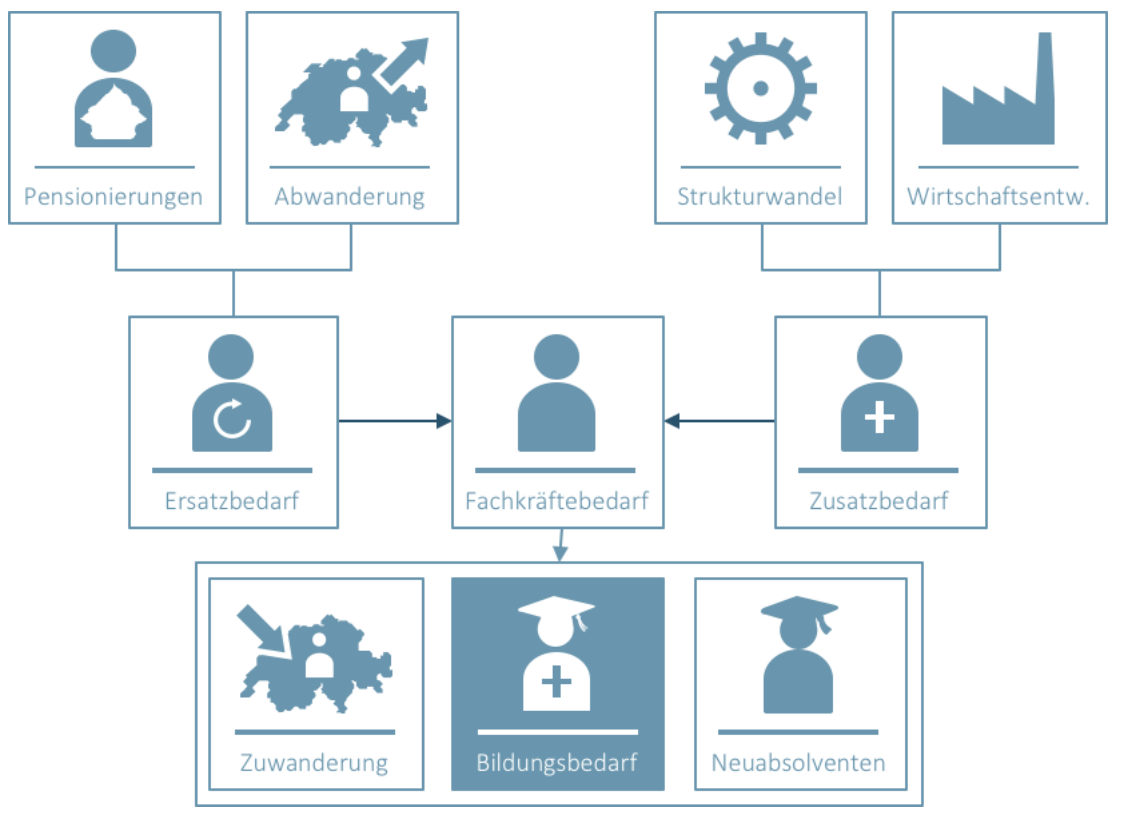 Pensionierungen
Abwanderung
Strukturwandel
Wirtschaftsentw.
Ersatzbedarf
Fachkräftebedarf
Zusatzbedarf
Zuwanderung
Bildungsbedarf
Neuabsolventen